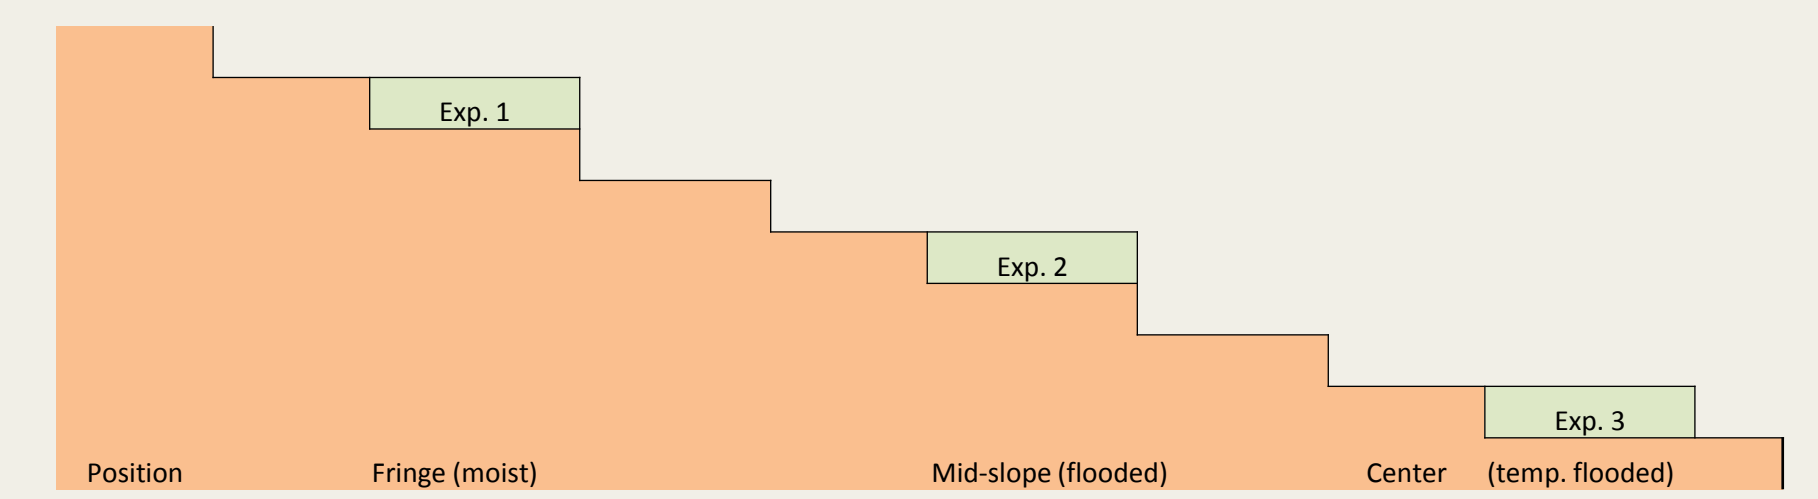 Exp. 1
Exp. 2
Exp. 3
Position Fringe (moist) Mid-slope (flooded) Center (temp. flooded)